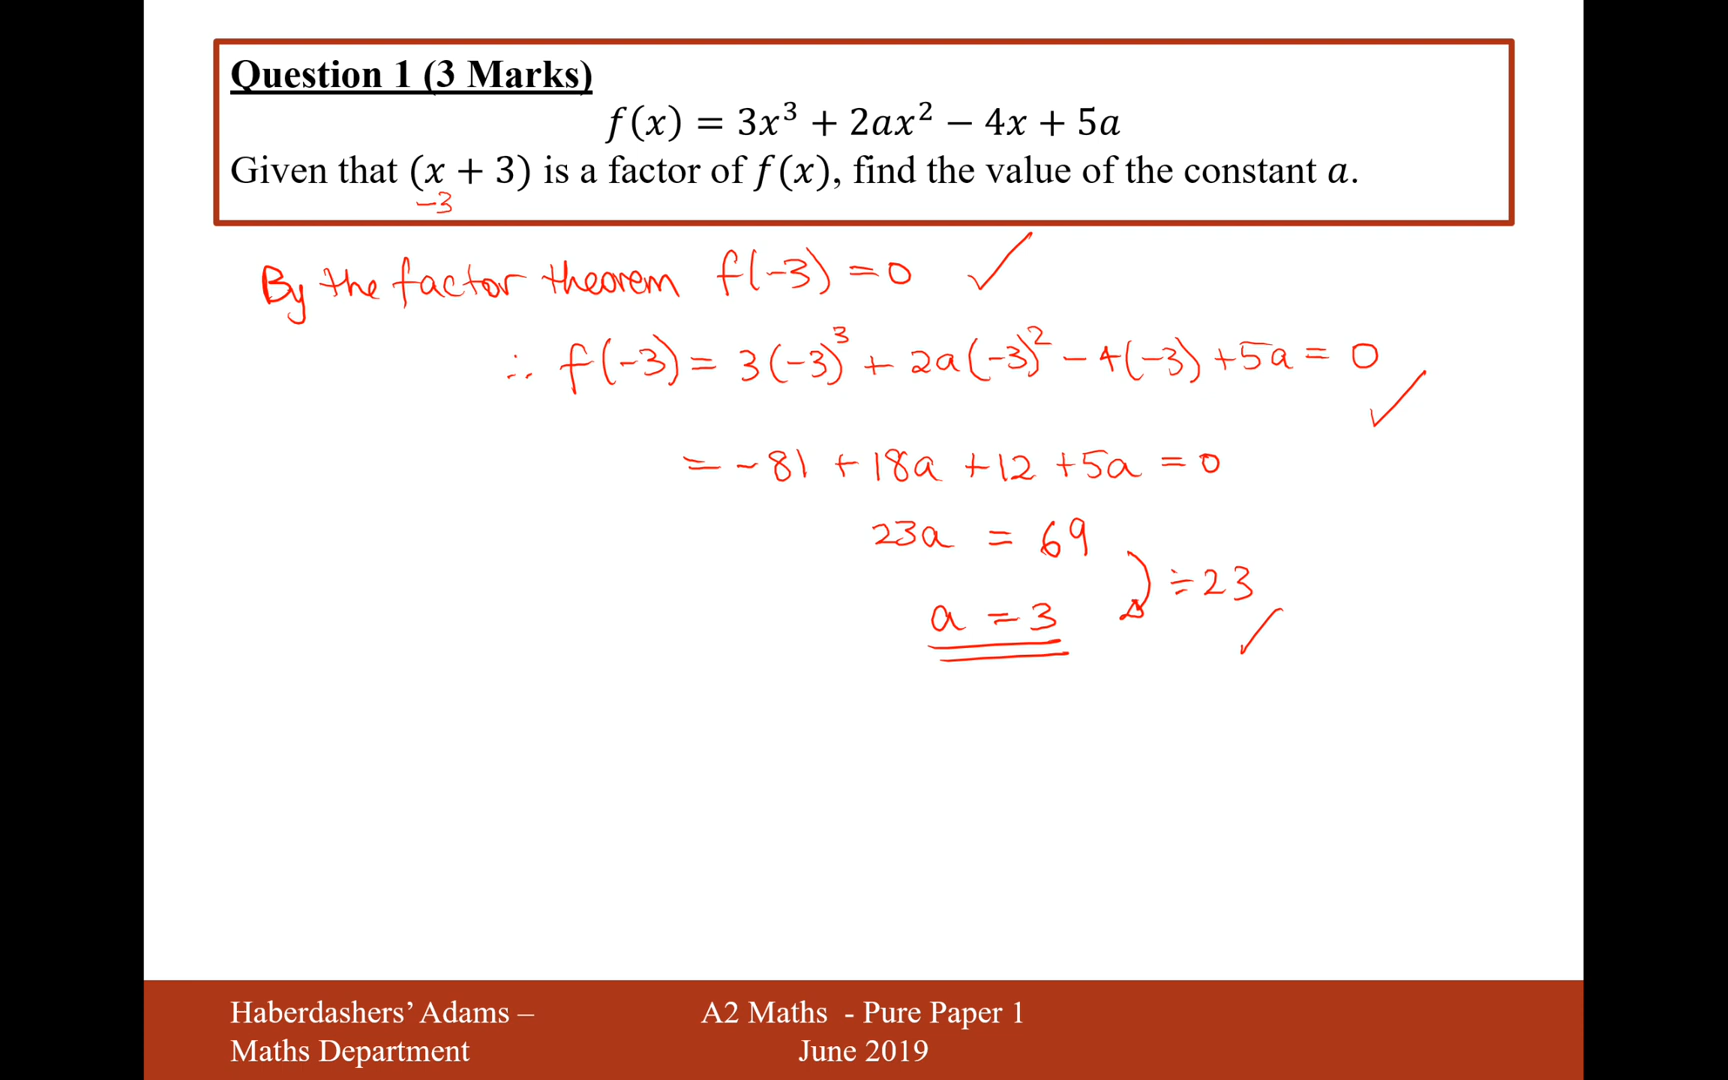 Question 1 (3 Marks)
f(x) = 3x³ + 2ax² − 4x + 5a
Given that (x + 3) is a factor of f(x), find the value of the constant a.
−3
By the factor theorem f(−3) = 0 ✓
∴ f(−3) = 3(−3)³ + 2a(−3)² − 4(−3) + 5a = 0 ✓
= −81 + 18a + 12 + 5a = 0
23a = 69
÷23
a = 3 ✓
Haberdashers’ Adams –
Maths Department
A2 Maths - Pure Paper 1
June 2019